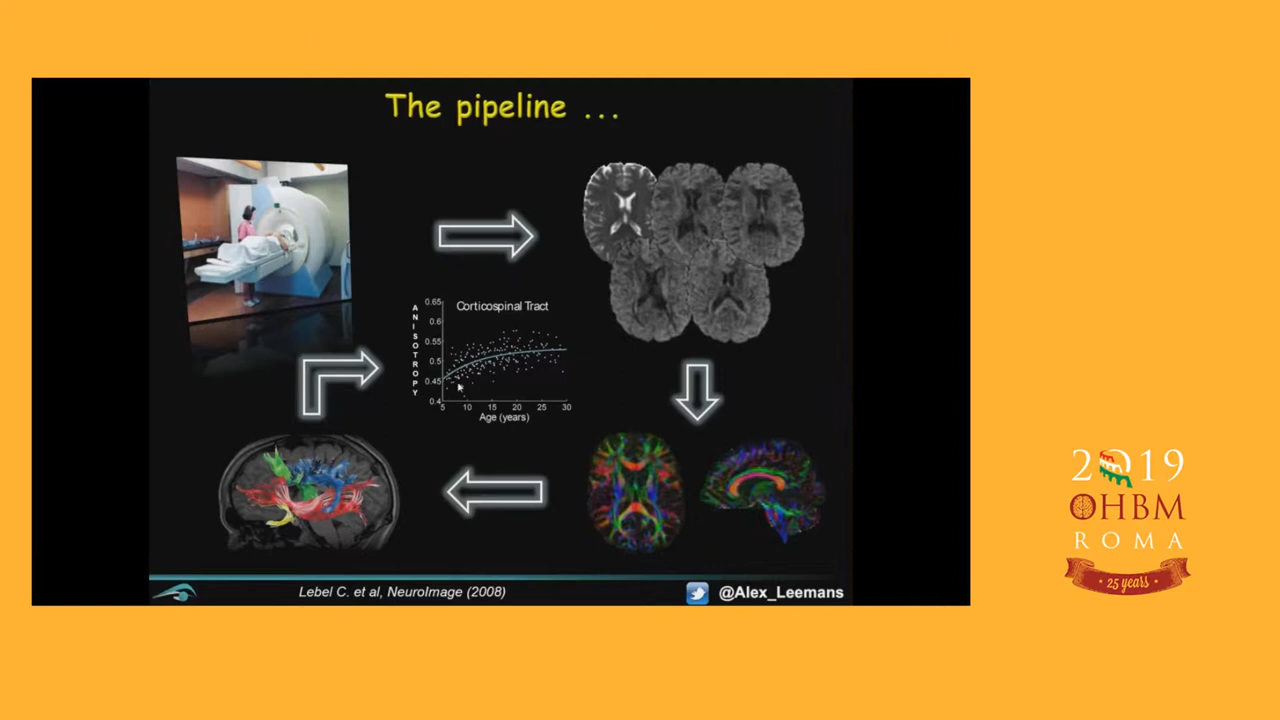 The pipeline ...
Corticospinal Tract
ANISOTROPY
0.65
0.6
0.55
0.5
0.45
0.4
5 10 15 20 25 30
Age (years)
Lebel C. et al, NeuroImage (2008)
@Alex_Leemans
2019
OHBM
ROMA
• 25 years •